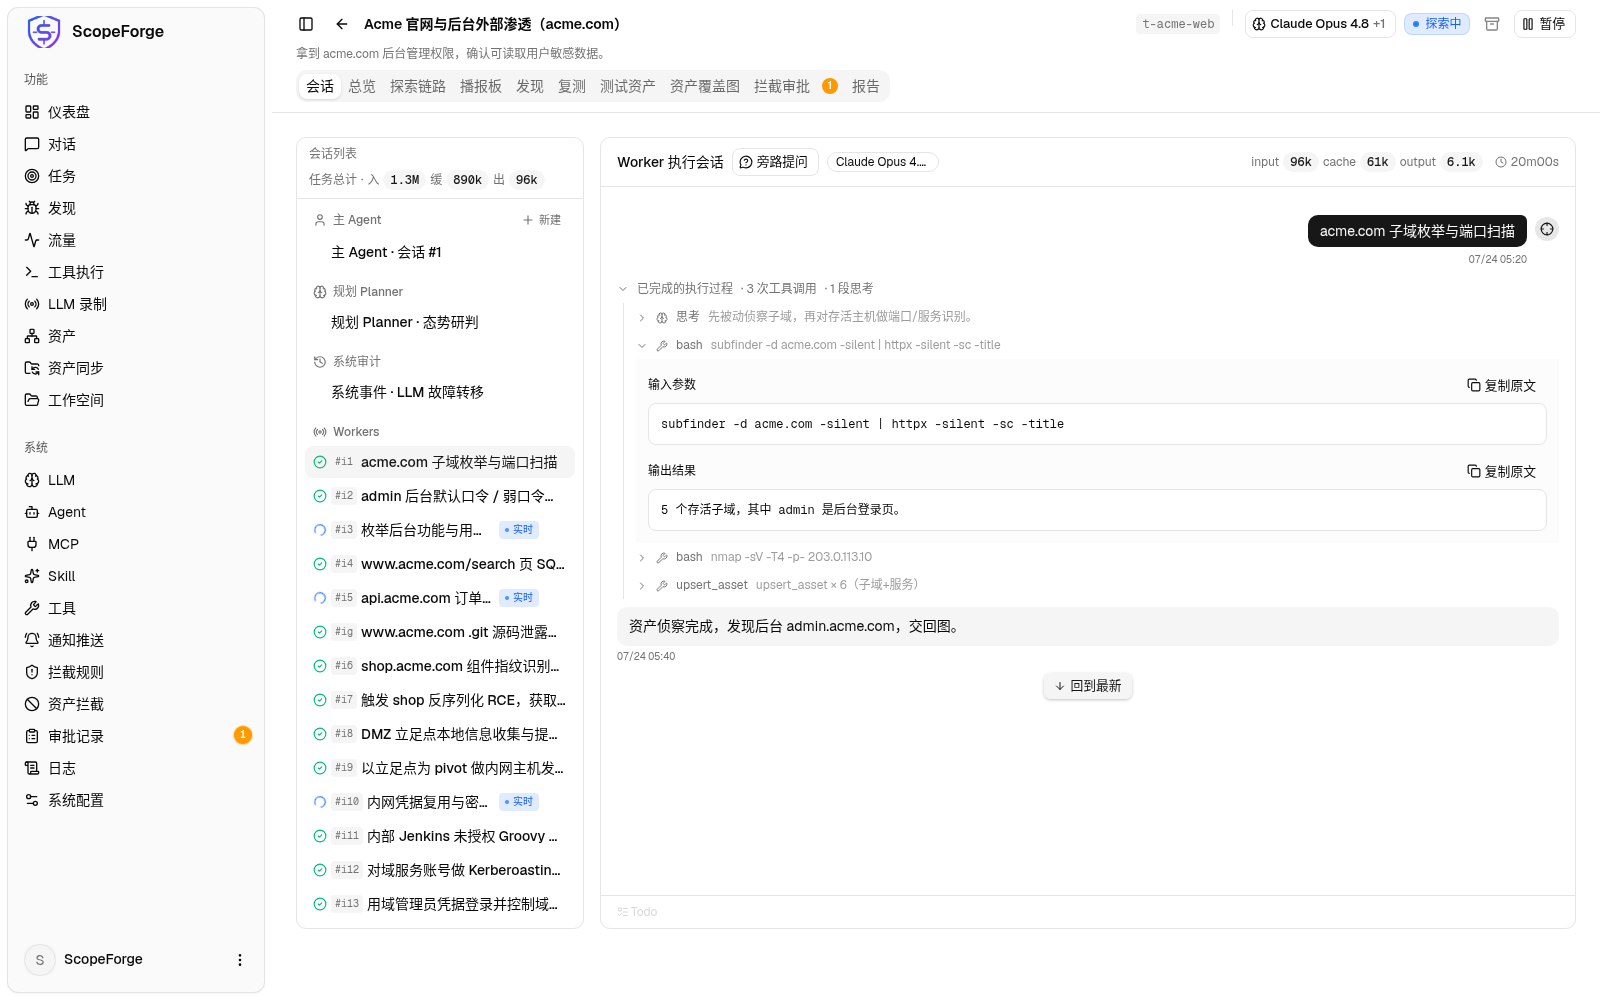 ScopeForge
功能
仪表盘
对话
任务
发现
流量
工具执行
LLM 录制
资产
资产同步
工作空间
系统
LLM
Agent
MCP
Skill
工具
通知推送
拦截规则
资产拦截
审批记录 1
日志
系统配置
S ScopeForge
Acme 官网与后台外部渗透（acme.com）
t-acme-web Claude Opus 4.8 +1 探索中 暂停
拿到 acme.com 后台管理权限，确认可读取用户敏感数据。
会话 总览 探索链路 播报板 发现 复测 测试资产 资产覆盖图 拦截审批 1 报告
会话列表
任务总计 · 入 1.3M 缓 890k 出 96k
主 Agent 新建
主 Agent · 会话 #1
规划 Planner
规划 Planner · 态势研判
系统审计
系统事件 · LLM 故障转移
Workers
#i1 acme.com 子域枚举与端口扫描
#i2 admin 后台默认口令 / 弱口令...
#i3 枚举后台功能与用... 实时
#i4 www.acme.com/search 页 SQ...
#i5 api.acme.com 订单... 实时
#ig www.acme.com .git 源码泄露...
#i6 shop.acme.com 组件指纹识别...
#i7 触发 shop 反序列化 RCE，获取...
#i8 DMZ 立足点本地信息收集与提...
#i9 以立足点为 pivot 做内网主机发...
#i10 内网凭据复用与密... 实时
#i11 内部 Jenkins 未授权 Groovy ...
#i12 对域服务账号做 Kerberoastin...
#i13 用域管理员凭据登录并控制域...
Worker 执行会话 旁路提问 Claude Opus 4....
input 96k cache 61k output 6.1k 20m00s
acme.com 子域枚举与端口扫描
07/24 05:20
已完成的执行过程 · 3 次工具调用 · 1 段思考
思考 先被动侦察子域，再对存活主机做端口/服务识别。
bash subfinder -d acme.com -silent | httpx -silent -sc -title
输入参数 复制原文
subfinder -d acme.com -silent | httpx -silent -sc -title
输出结果 复制原文
5 个存活子域，其中 admin 是后台登录页。
bash nmap -sV -T4 -p- 203.0.113.10
upsert_asset upsert_asset × 6（子域+服务）
资产侦察完成，发现后台 admin.acme.com，交回图。
07/24 05:40
回到最新
Todo